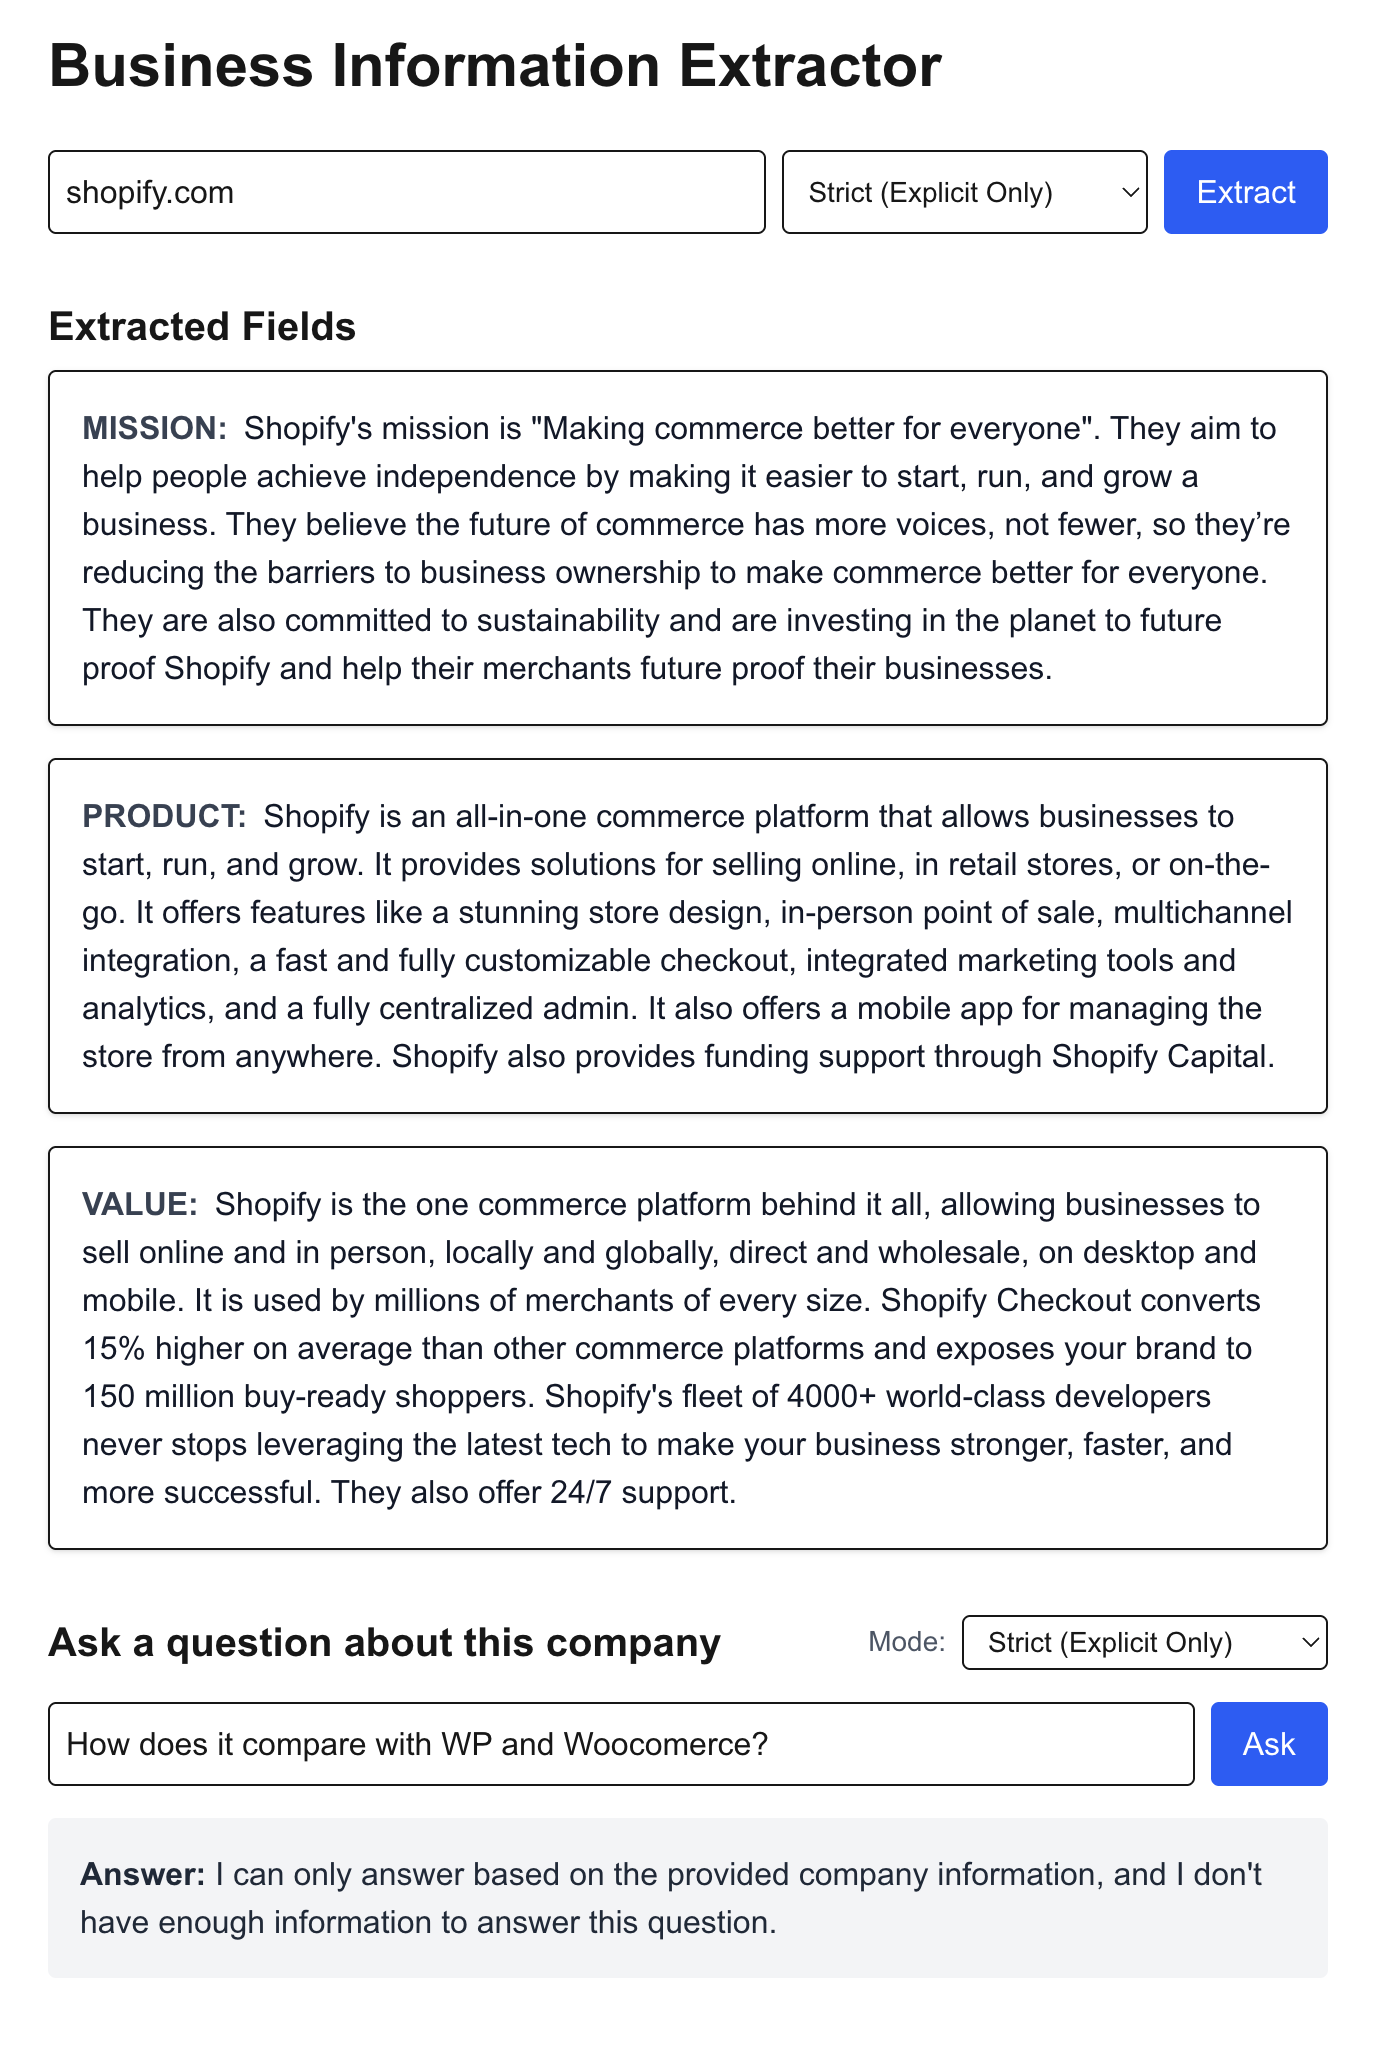 Business Information Extractor
shopify.com
Strict (Explicit Only)
Extract
Extracted Fields
MISSION: Shopify's mission is "Making commerce better for everyone". They aim to
help people achieve independence by making it easier to start, run, and grow a
business. They believe the future of commerce has more voices, not fewer, so they’re
reducing the barriers to business ownership to make commerce better for everyone.
They are also committed to sustainability and are investing in the planet to future
proof Shopify and help their merchants future proof their businesses.
PRODUCT: Shopify is an all-in-one commerce platform that allows businesses to
start, run, and grow. It provides solutions for selling online, in retail stores, or on-the-
go. It offers features like a stunning store design, in-person point of sale, multichannel
integration, a fast and fully customizable checkout, integrated marketing tools and
analytics, and a fully centralized admin. It also offers a mobile app for managing the
store from anywhere. Shopify also provides funding support through Shopify Capital.
VALUE: Shopify is the one commerce platform behind it all, allowing businesses to
sell online and in person, locally and globally, direct and wholesale, on desktop and
mobile. It is used by millions of merchants of every size. Shopify Checkout converts
15% higher on average than other commerce platforms and exposes your brand to
150 million buy-ready shoppers. Shopify's fleet of 4000+ world-class developers
never stops leveraging the latest tech to make your business stronger, faster, and
more successful. They also offer 24/7 support.
Ask a question about this company
Mode:
Strict (Explicit Only)
How does it compare with WP and Woocomerce?
Ask
Answer: I can only answer based on the provided company information, and I don't
have enough information to answer this question.